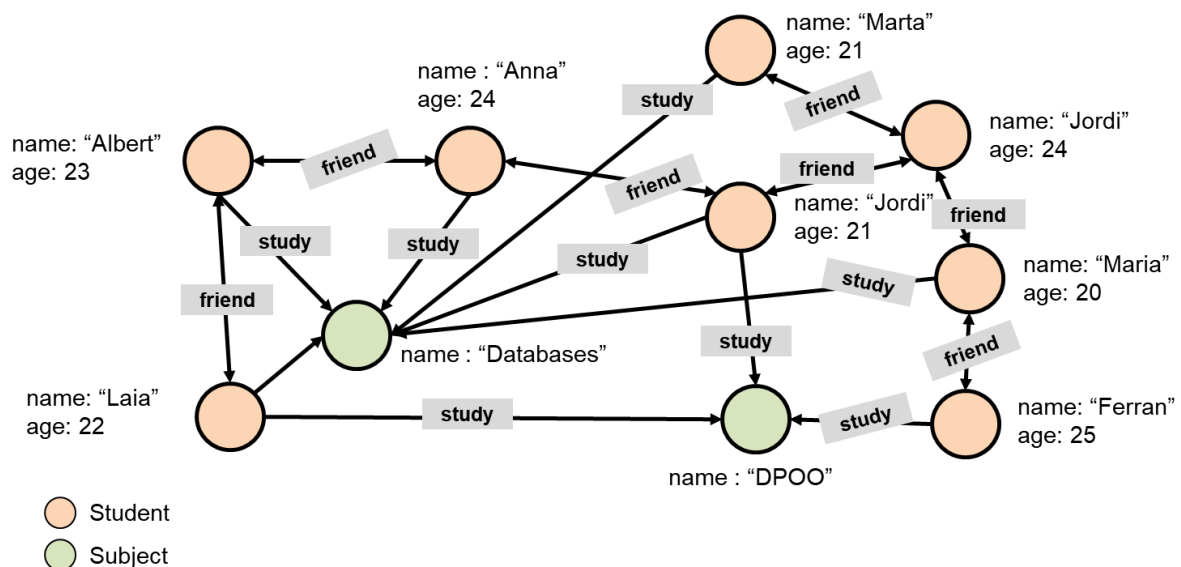 name: “Marta”
age: 21
name : “Anna”
age: 24
study
friend
name: “Jordi”
age: 24
name: “Albert”
age: 23
friend
friend
friend
name: “Jordi”
21
friend
study
study
study
name: “Maria”
age: 20
study
friend
study
friend
name : “Databases”
name: “Laia”
age: 22
study
study
name: “Ferran”
age: 25
name : “DPOO”
Student
Subject